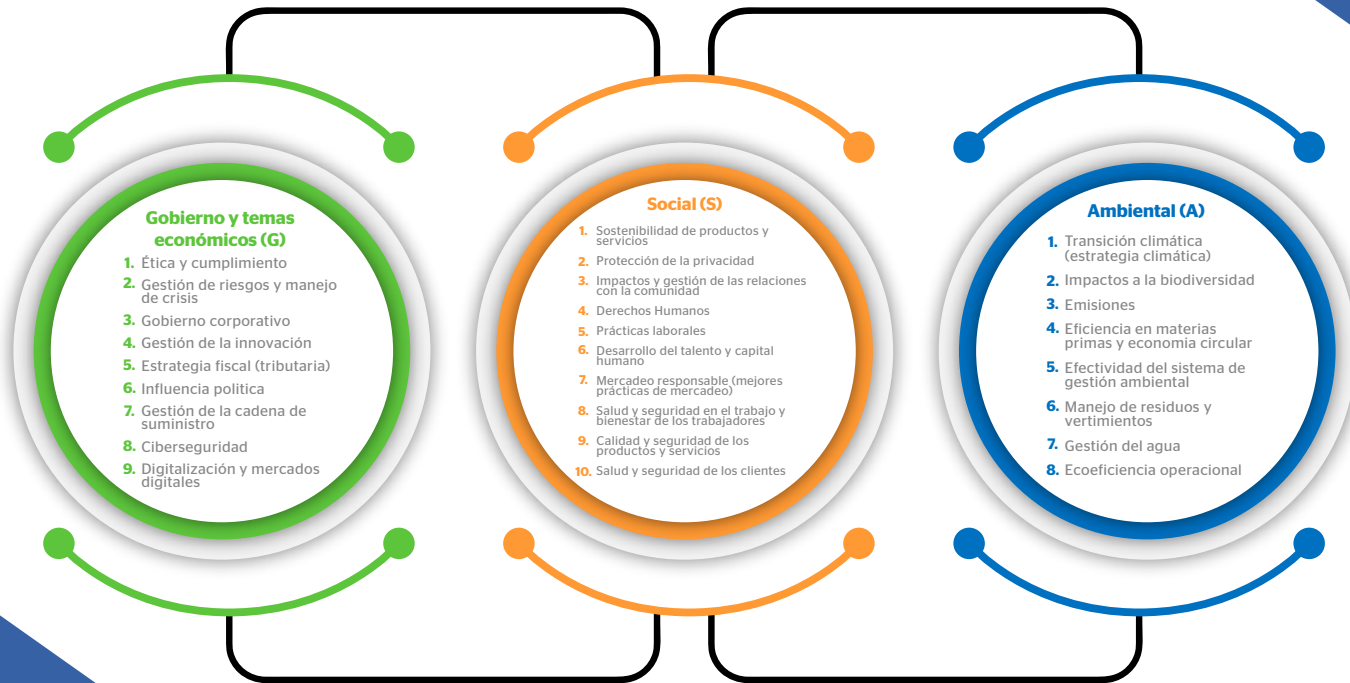 Gobierno y temas
económicos (G)
1. Ética y cumplimiento
2. Gestión de riesgos y manejo
de crisis
3. Gobierno corporativo
4. Gestión de la innovación
5. Estrategia fiscal (tributaria)
6. Influencia politica
7. Gestión de la cadena de
suministro
8. Ciberseguridad
9. Digitalización y mercados
digitales
Social (S)
1. Sostenibilidad de productos y
servicios
2. Protección de la privacidad
3. Impactos y gestión de las relaciones
con la comunidad
4. Derechos Humanos
5. Prácticas laborales
6. Desarrollo del talento y capital
humano
7. Mercadeo responsable (mejores
prácticas de mercadeo)
8. Salud y seguridad en el trabajo y
bienestar de los trabajadores
9. Calidad y seguridad de los
productos y servicios
10. Salud y seguridad de los clientes
Ambiental (A)
1. Transición climática
(estrategia climática)
2. Impactos a la biodiversidad
3. Emisiones
4. Eficiencia en materias
primas y economia circular
5. Efectividad del sistema de
gestión ambiental
6. Manejo de residuos y
vertimientos
7. Gestión del agua
8. Ecoeficiencia operacional